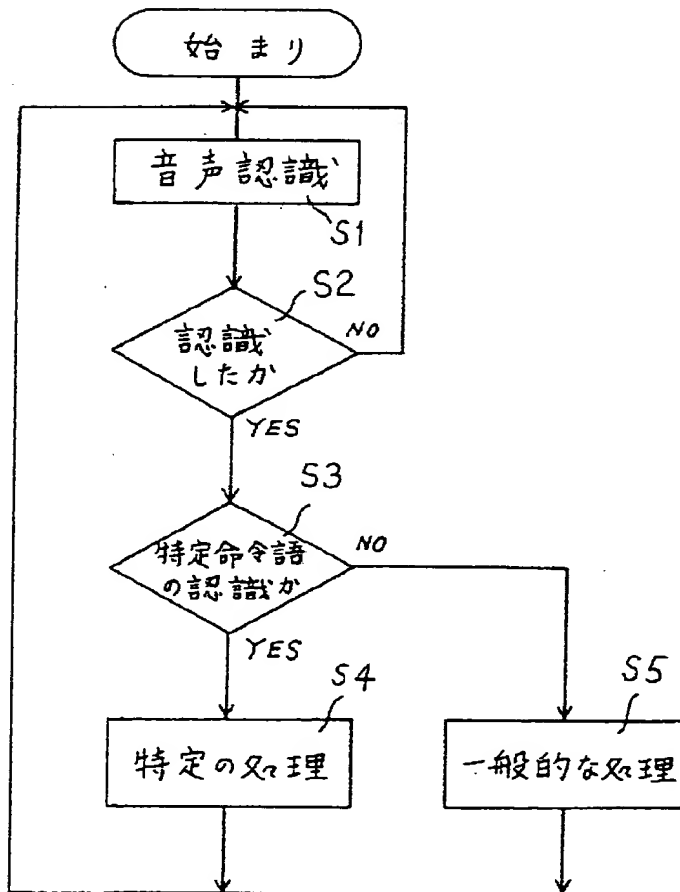 始まり
音声認識
S1
S2
認識
したか
NO
YES
S3
特定命令語
の認識か
NO
YES
S4
特定の処理
S5
一般的な処理